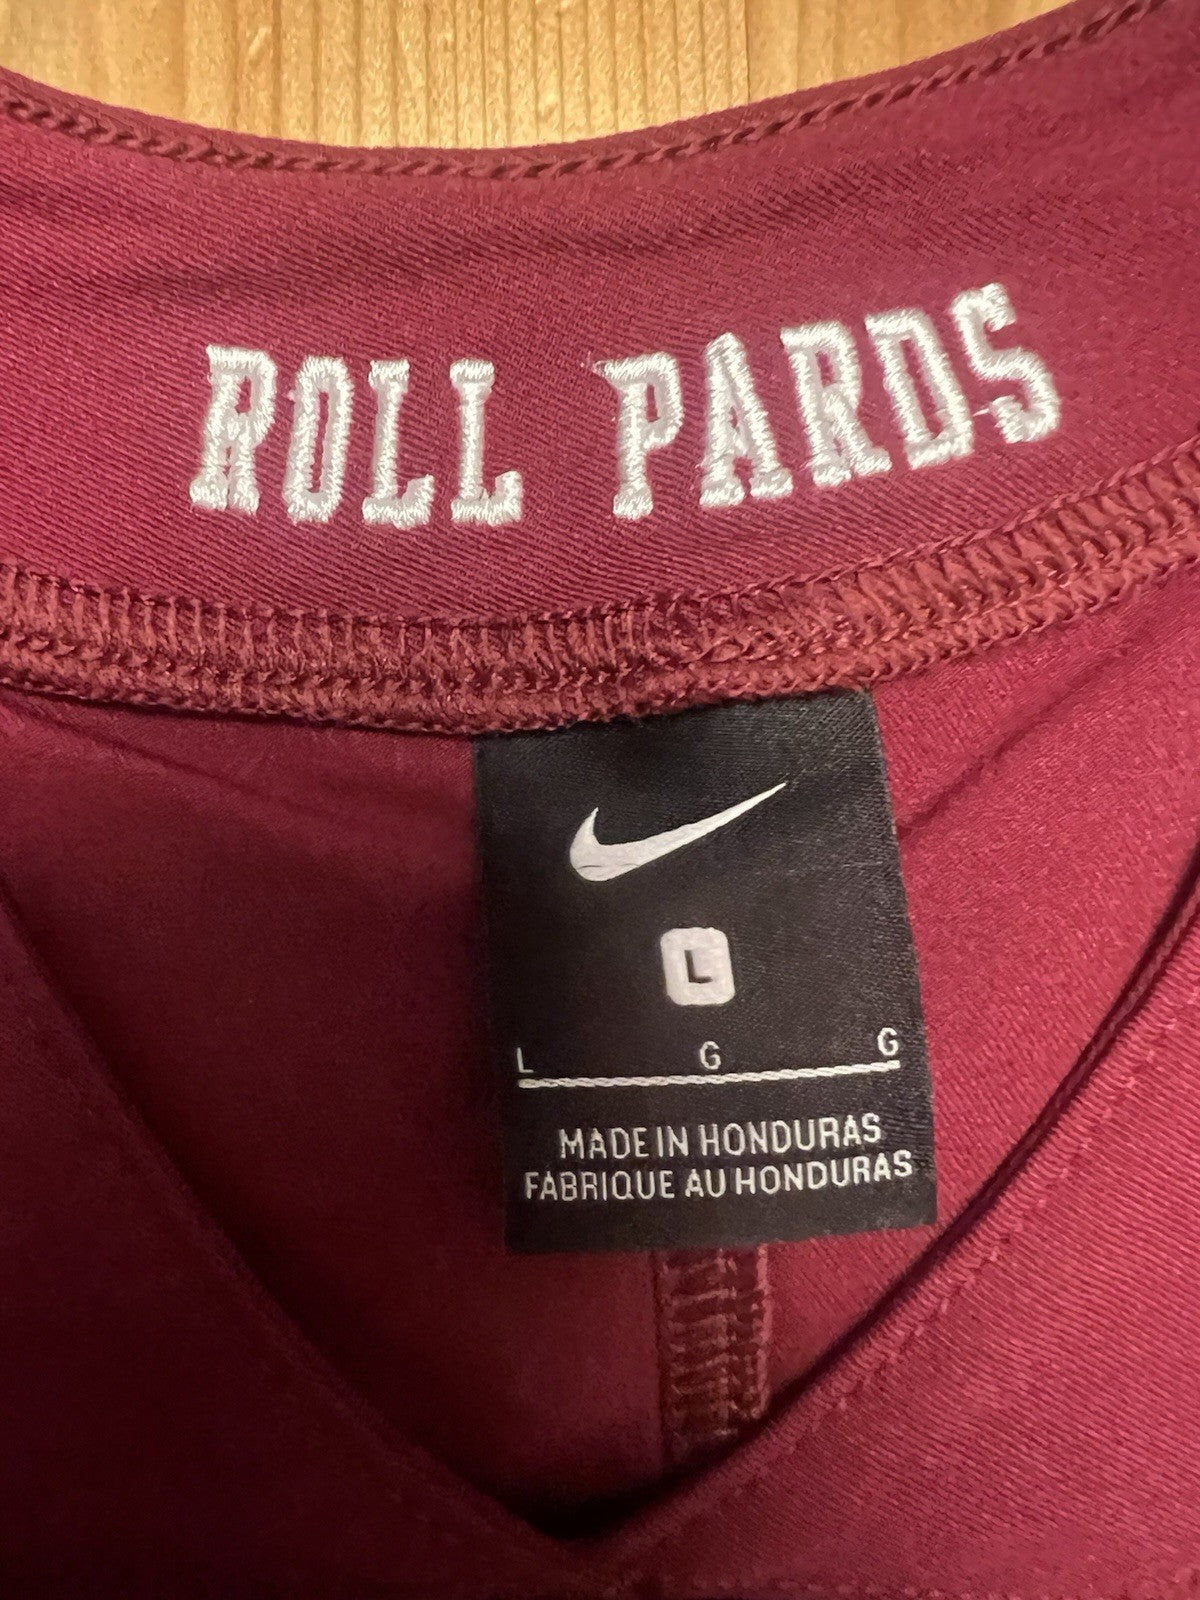 ROLL PARDS
L
L G G
MADE IN HONDURAS
FABRIQUE AU HONDURAS